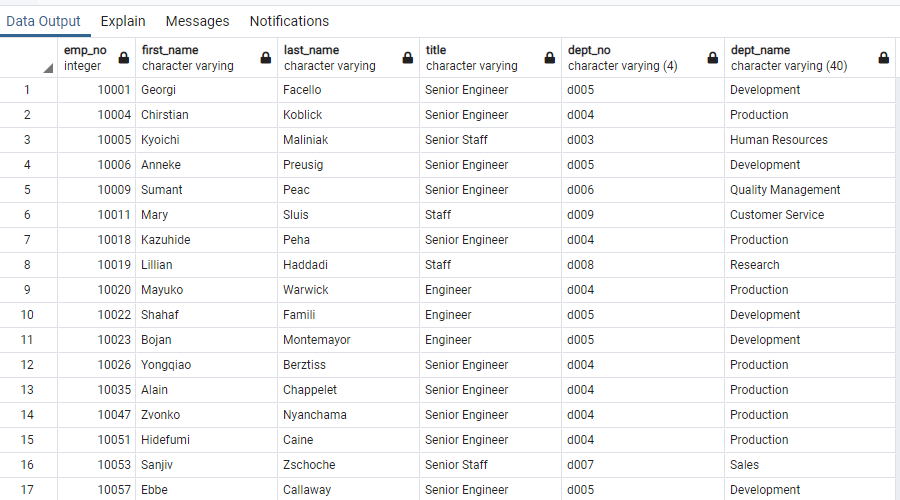 Data Output Explain Messages Notifications
emp_no first_name last_name title dept_no dept_name
integer character varying character varying character varying character varying (4) character varying (40)
1 10001 Georgi Facello Senior Engineer d005 Development
2 10004 Chirstian Koblick Senior Engineer d004 Production
3 10005 Kyoichi Maliniak Senior Staff d003 Human Resources
4 10006 Anneke Preusig Senior Engineer d005 Development
5 10009 Sumant Peac Senior Engineer d006 Quality Management
6 10011 Mary Sluis Staff d009 Customer Service
7 10018 Kazuhide Peha Senior Engineer d004 Production
8 10019 Lillian Haddadi Staff d008 Research
9 10020 Mayuko Warwick Engineer d004 Production
10 10022 Shahaf Famili Engineer d005 Development
11 10023 Bojan Montemayor Engineer d005 Development
12 10026 Yongqiao Berztiss Senior Engineer d004 Production
13 10035 Alain Chappelet Senior Engineer d004 Production
14 10047 Zvonko Nyanchama Senior Engineer d004 Production
15 10051 Hidefumi Caine Senior Engineer d004 Production
16 10053 Sanjiv Zschoche Senior Staff d007 Sales
17 10057 Ebbe Callaway Senior Engineer d005 Development